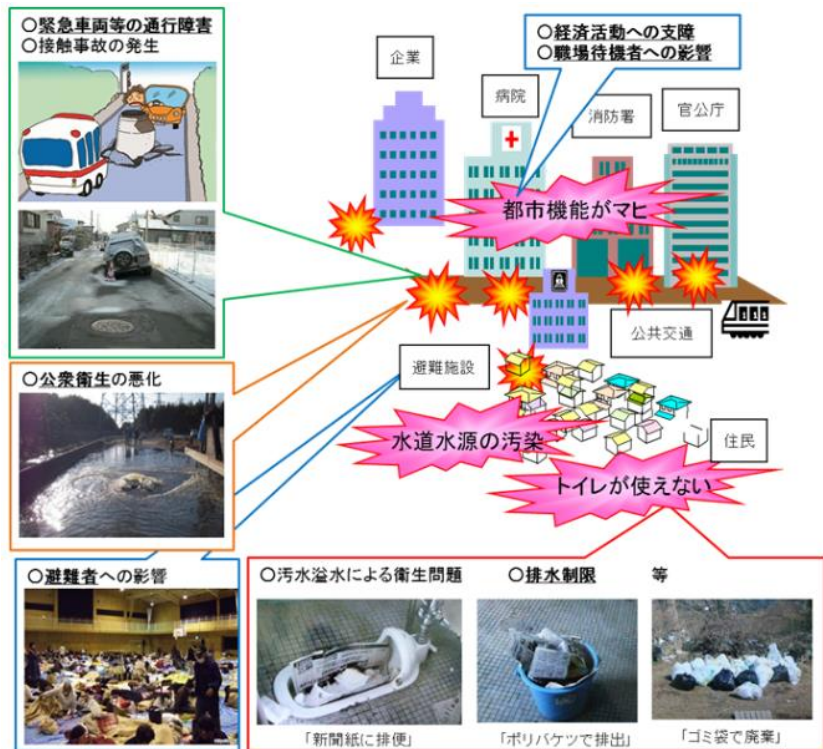 ○緊急車両等の通行障害
○接触事故の発生
○経済活動への支障
○職場待機者への影響
企業
病院
消防署
官公庁
都市機能がマヒ
公共交通
避難施設
○公衆衛生の悪化
水道水源の汚染
住民
トイレが使えない
○避難者への影響
○汚水溢水による衛生問題
○排水制限
等
「新聞紙に排便」
「ポリバケツで排出」
「ゴミ袋で廃棄」